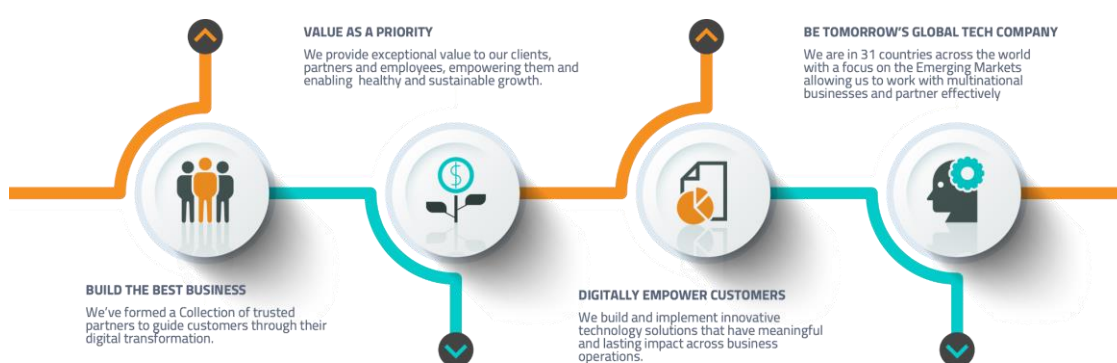 VALUE AS A PRIORITY
We provide exceptional value to our clients,
partners and employees, empowering them and
enabling healthy and sustainable growth.
BE TOMORROW'S GLOBAL TECH COMPANY
We are in 31 countries across the world
with a focus on the Emerging Markets
allowing us to work with multinational
businesses and partner effectively
$
BUILD THE BEST BUSINESS
We've formed a Collection of trusted
partners to guide customers through their
digital transformation.
DIGITALLY EMPOWER CUSTOMERS
We build and implement innovative
technology solutions that have meaningful
and lasting impact across business
operations.